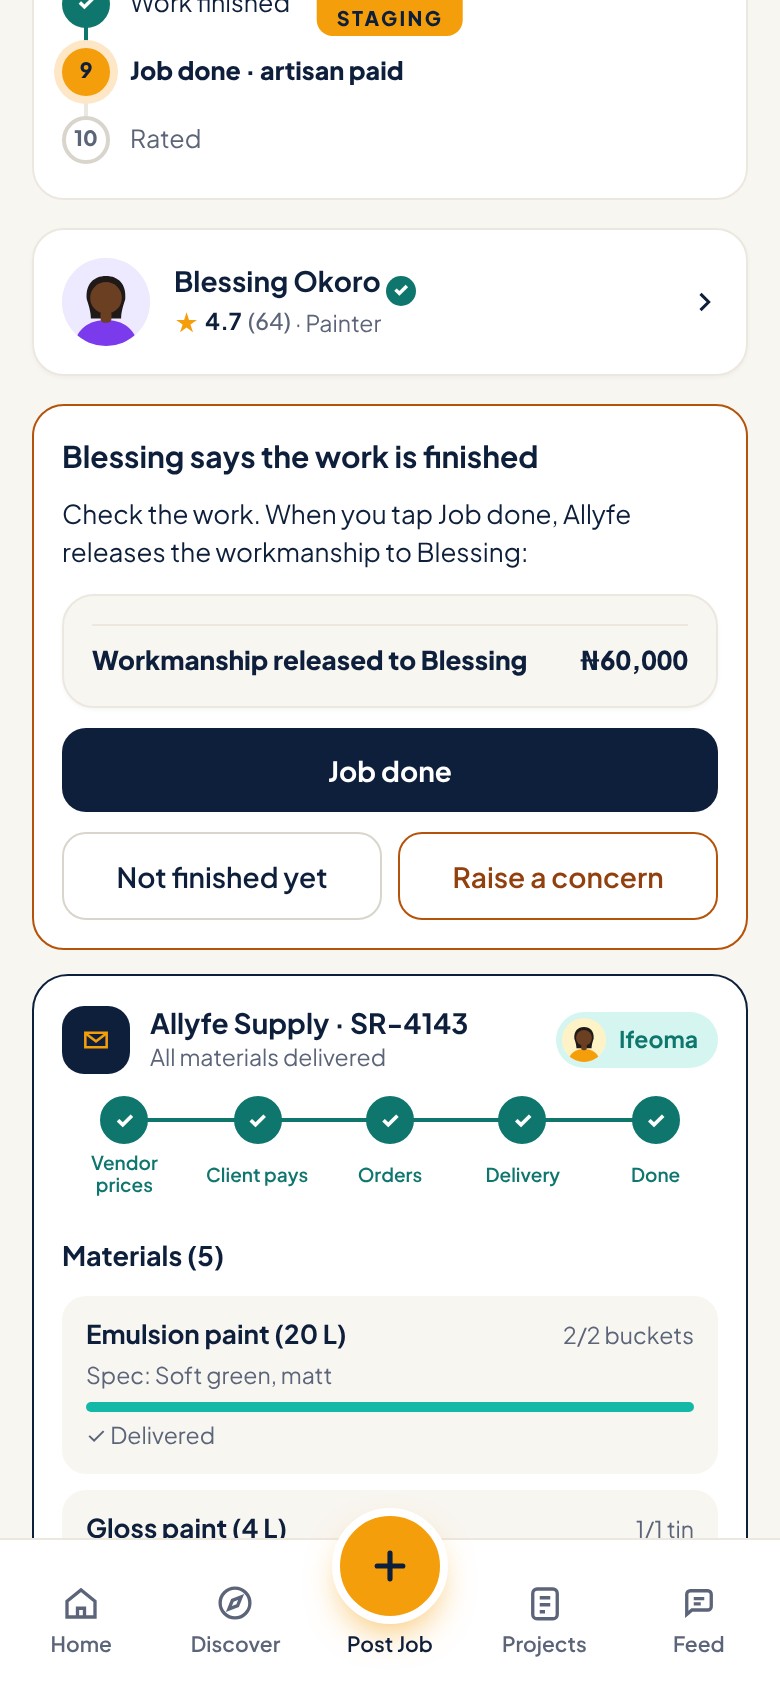 Work finished
STAGING
9
Job done · artisan paid
10
Rated
Blessing Okoro
★ 4.7 (64) · Painter
Blessing says the work is finished
Check the work. When you tap Job done, Allyfe
releases the workmanship to Blessing:
Workmanship released to Blessing ₦60,000
Job done
Not finished yet
Raise a concern
Allyfe Supply · SR-4143
All materials delivered
Ifeoma
Vendor
prices
Client pays
Orders
Delivery
Done
Materials (5)
Emulsion paint (20 L) 2/2 buckets
Spec: Soft green, matt
✓ Delivered
Gloss paint (4 L) 1/1 tin
Home
Discover
Post Job
Projects
Feed